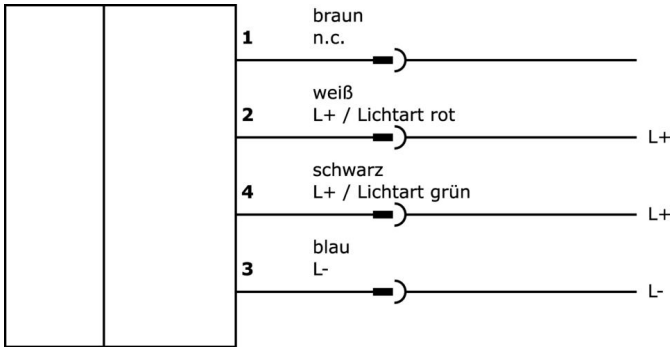 braun
1 n.c.
weiß
2 L+ / Lichtart rot L+
schwarz
4 L+ / Lichtart grün L+
blau
3 L- L-